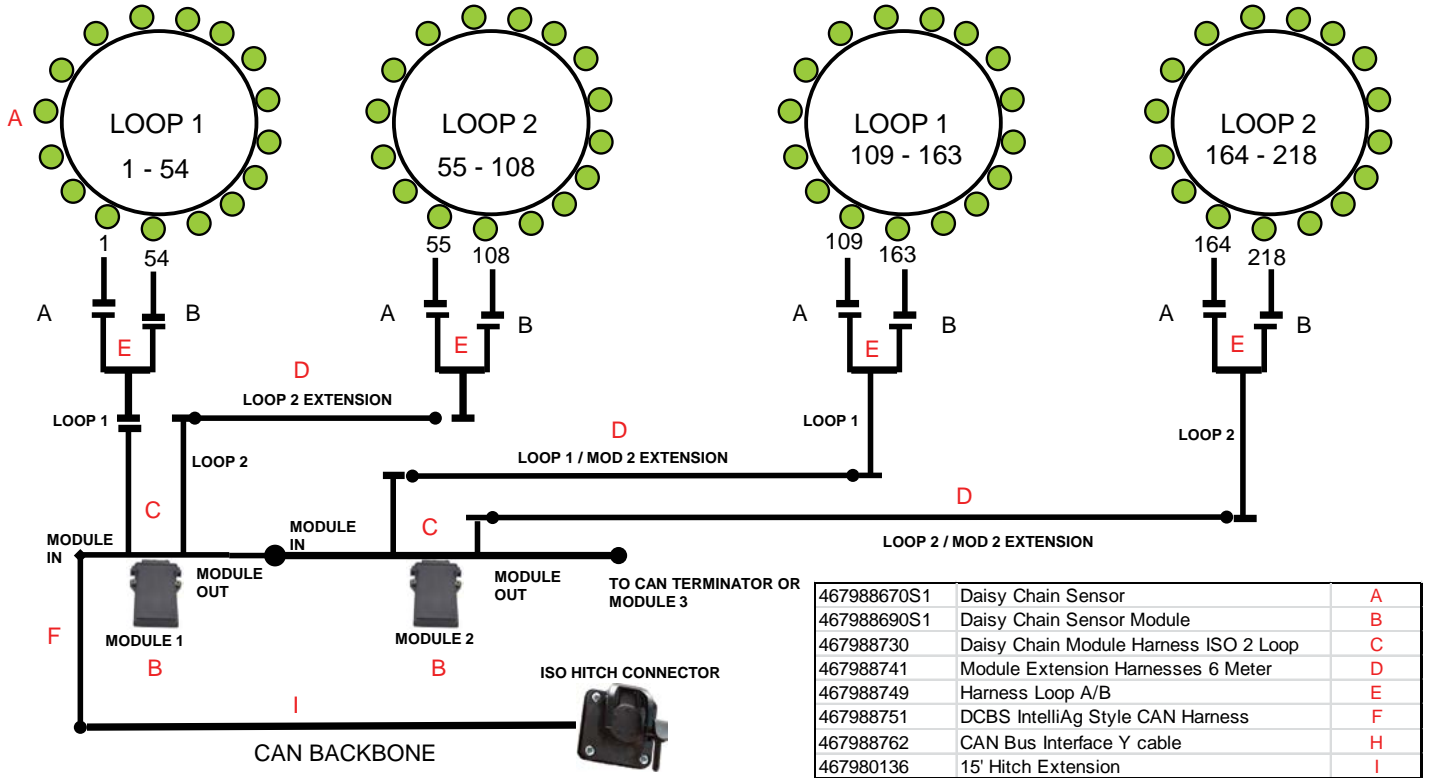 LOOP 1
1 - 54
LOOP 2
55 - 108
LOOP 1
109 - 163
LOOP 2
164 - 218
A
1
54
55
108
109
163
164
218
A
B
A
B
A
B
A
B
E
E
E
E
D
LOOP 2 EXTENSION
LOOP 1
LOOP 2
D
LOOP 1 / MOD 2 EXTENSION
LOOP 1
LOOP 2
D
LOOP 2 / MOD 2 EXTENSION
C
C
MODULE
IN
MODULE
OUT
MODULE
IN
MODULE
OUT
TO CAN TERMINATOR OR
MODULE 3
MODULE 1
B
MODULE 2
B
F
I
CAN BACKBONE
ISO HITCH CONNECTOR
467988670S1 Daisy Chain Sensor A
467988690S1 Daisy Chain Sensor Module B
467988730 Daisy Chain Module Harness ISO 2 Loop C
467988741 Module Extension Harnesses 6 Meter D
467988749 Harness Loop A/B E
467988751 DCBS IntelliAg Style CAN Harness F
467988762 CAN Bus Interface Y cable H
467980136 15' Hitch Extension I